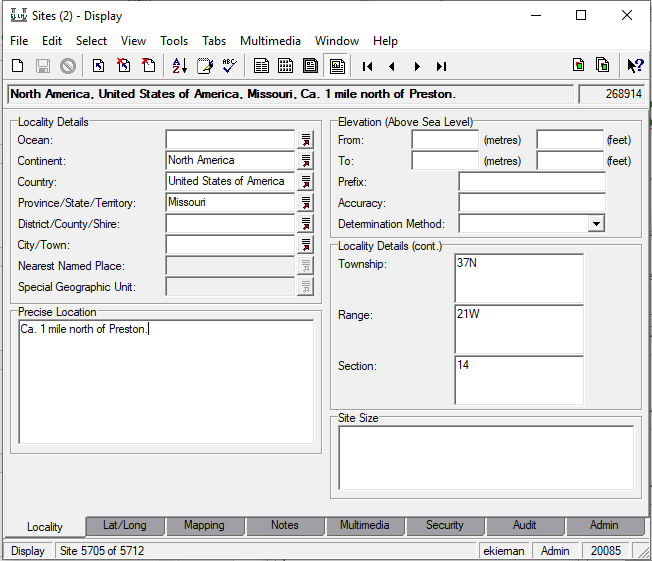 Sites (2) - Display
File Edit Select View Tools Tabs Multimedia Window Help
North America, United States of America, Missouri, Ca. 1 mile north of Preston. 268914
Locality Details
Ocean:
Continent: North America
Country: United States of America
Province/State/Territory: Missouri
District/County/Shire:
City/Town:
Nearest Named Place:
Special Geographic Unit:
Precise Location
Ca. 1 mile north of Preston.
Elevation (Above Sea Level)
From: (metres) (feet)
To: (metres) (feet)
Prefix:
Accuracy:
Determination Method:
Locality Details (cont.)
Township: 37N
Range: 21W
Section: 14
Site Size
Locality Lat/Long Mapping Notes Multimedia Security Audit Admin
Display Site 5705 of 5712 ekiernan Admin 20085